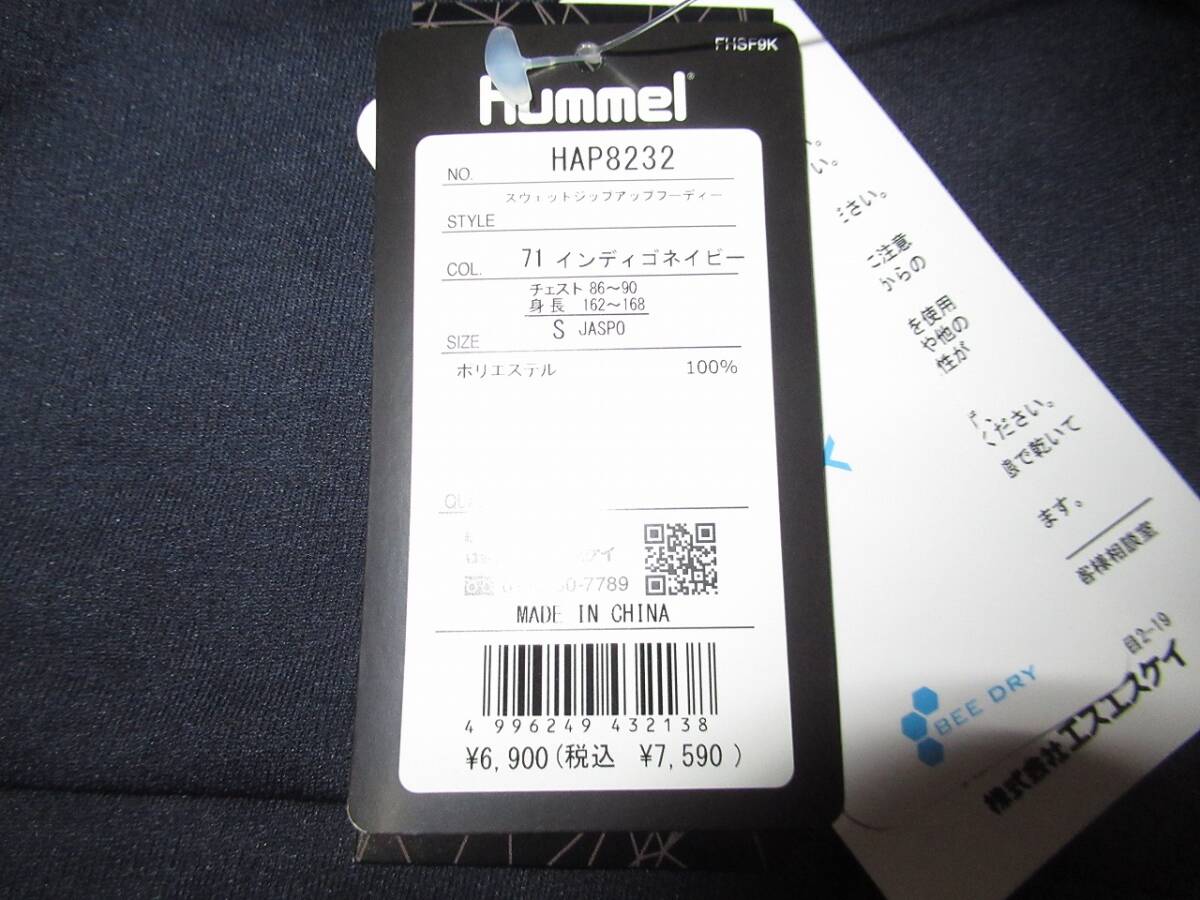 FHSF9K
hummel
NO. HAP8232
スウェットジップアップフーディー
STYLE
COL. 71 インディゴネイビー
チェスト 86～90
身長 162～168
SIZE S JASPO
ポリエステル 100%
7789
MADE IN CHINA
4 996249 432138
¥6,900(税込 ¥7,590 )
い。
ださい。
ご注意
からの
を使用
や他の
性が
ください。
で乾いて
ます。
客様相談室
目2-19
BEE DRY
株式会社エスエスケイ